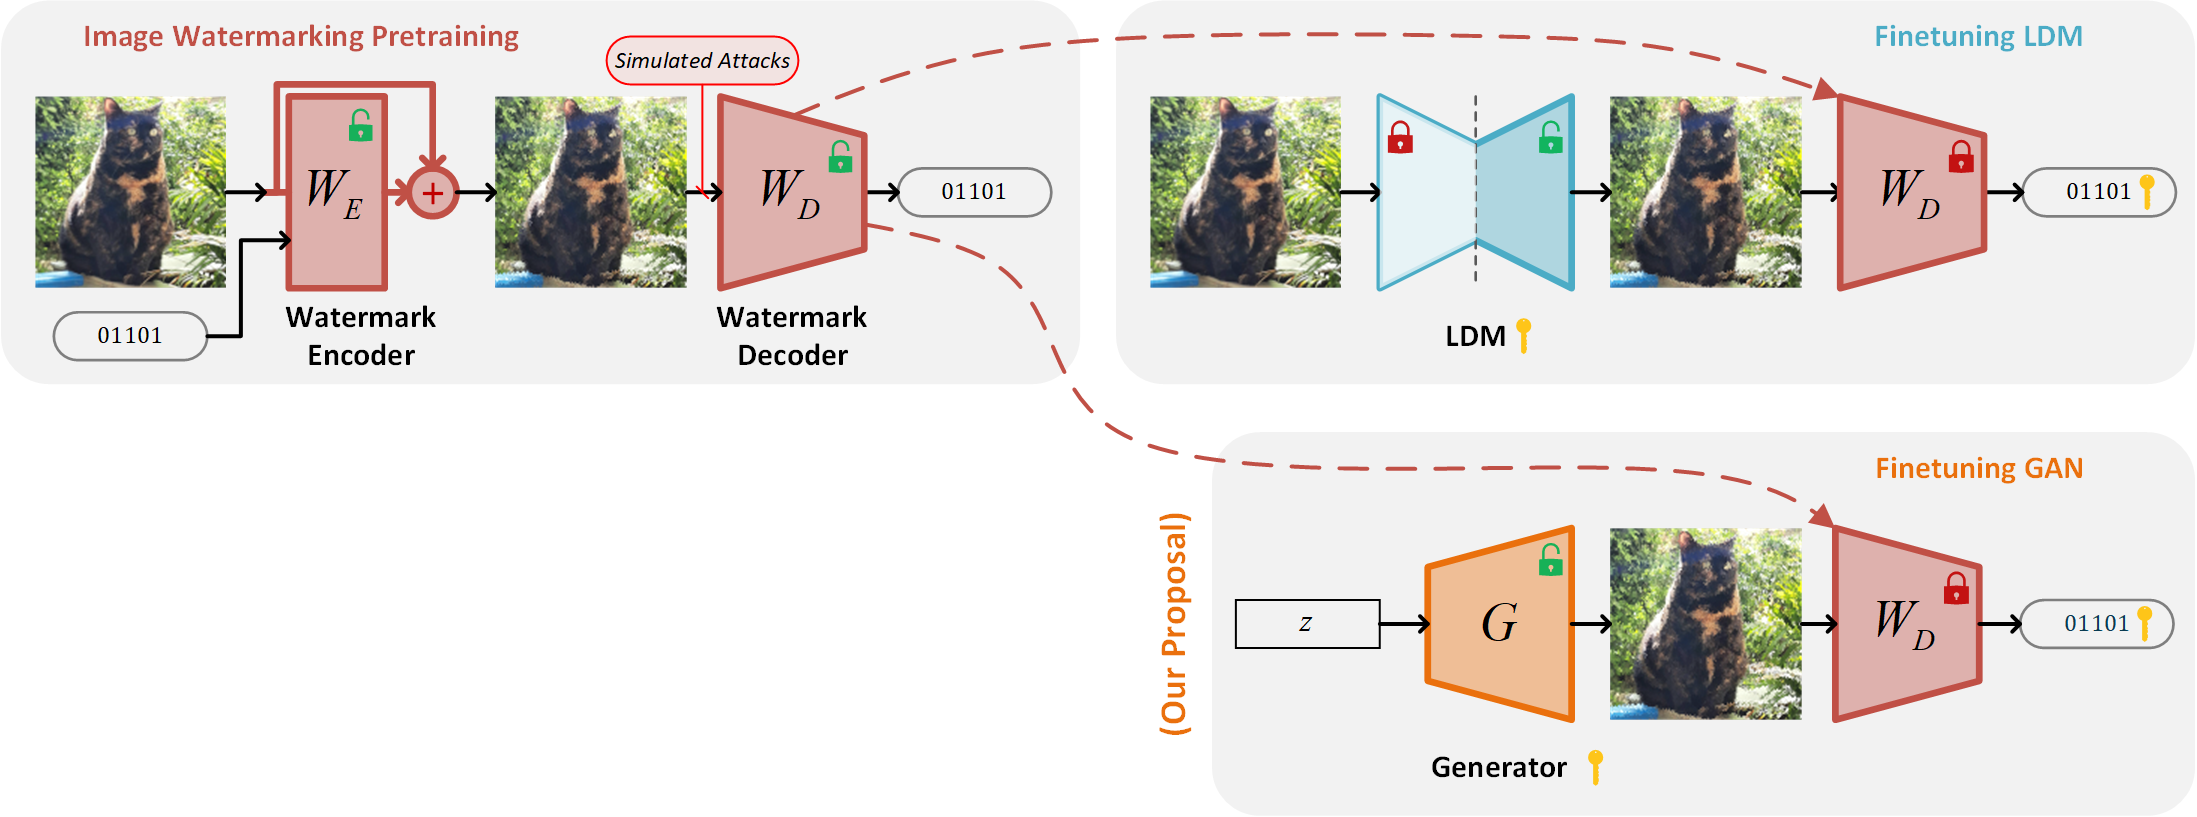 Image Watermarking Pretraining
Simulated Attacks
W_E
+
W_D
01101
01101
Watermark
Encoder
Watermark
Decoder
Finetuning LDM
W_D
01101
LDM
(Our Proposal)
Finetuning GAN
z
G
W_D
01101
Generator